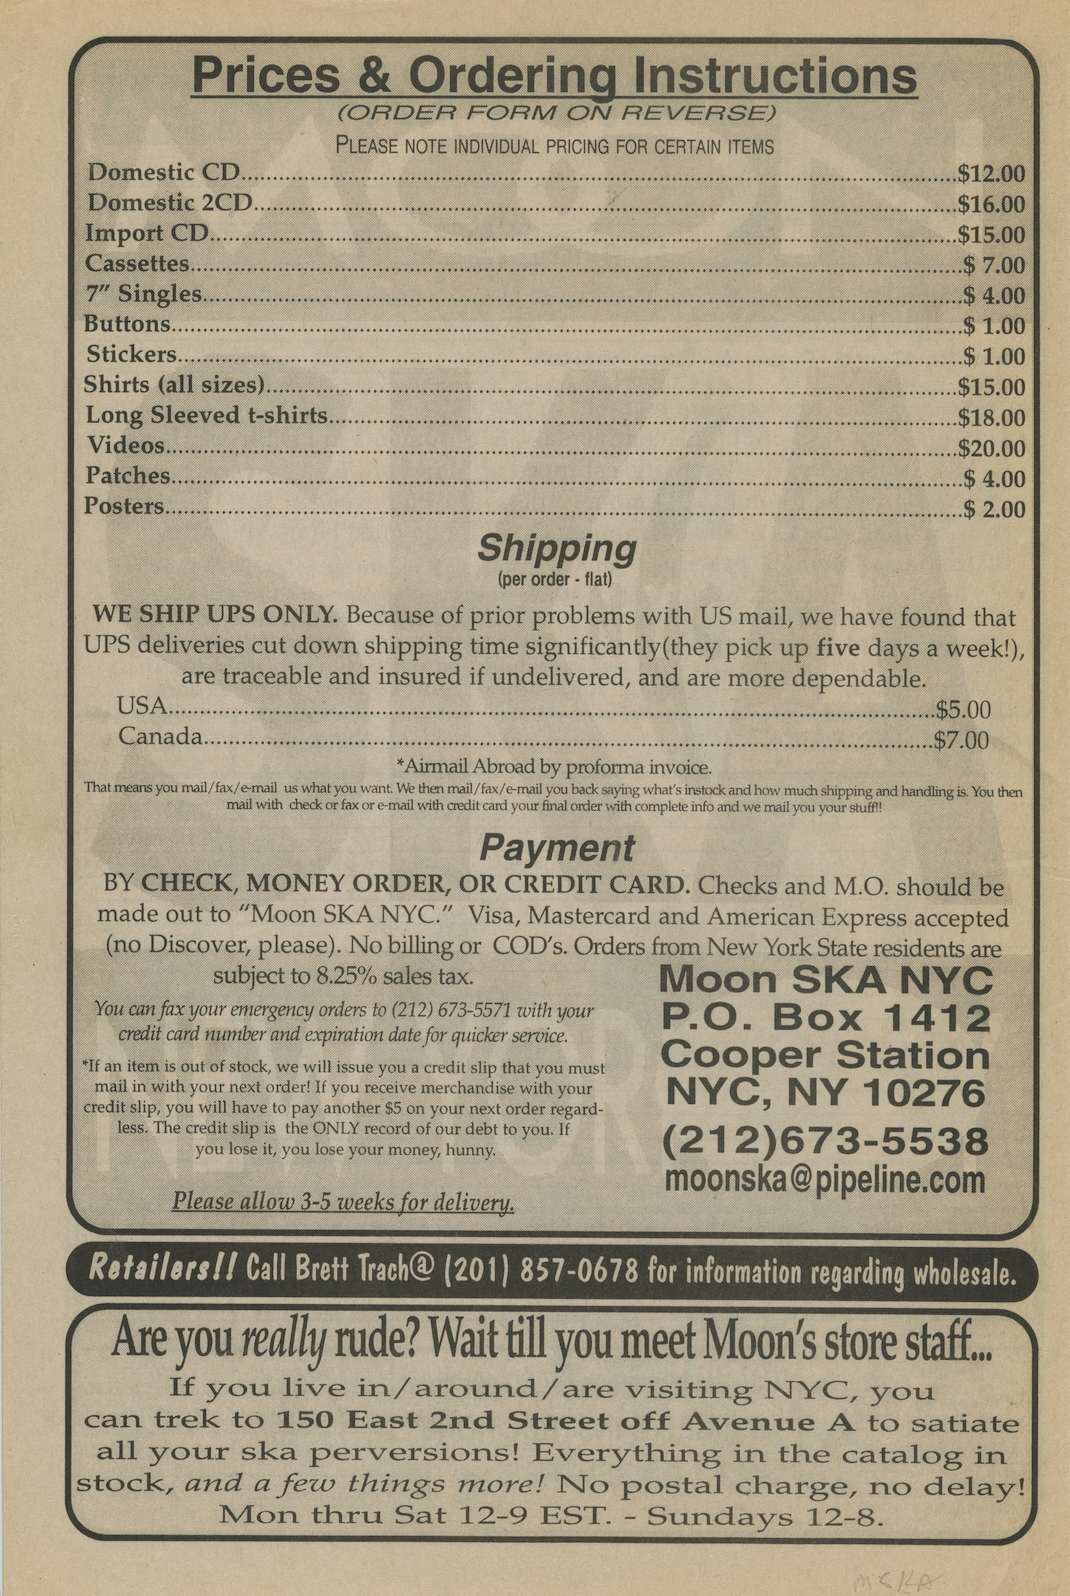 Prices & Ordering Instructions
(ORDER FORM ON REVERSE)
PLEASE NOTE INDIVIDUAL PRICING FOR CERTAIN ITEMS
Domestic CD....................$12.00
Domestic 2CD....................$16.00
Import CD....................$15.00
Cassettes....................$ 7.00
7" Singles....................$ 4.00
Buttons....................$ 1.00
Stickers....................$ 1.00
Shirts (all sizes)....................$15.00
Long Sleeved t-shirts....................$18.00
Videos....................$20.00
Patches....................$ 4.00
Posters....................$ 2.00
Shipping
(per order - flat)
WE SHIP UPS ONLY. Because of prior problems with US mail, we have found that
UPS deliveries cut down shipping time significantly(they pick up five days a week!),
are traceable and insured if undelivered, and are more dependable.
USA....................$5.00
Canada....................$7.00
*Airmail Abroad by proforma invoice.
That means you mail/fax/e-mail us what you want. We then mail/fax/e-mail you back saying what's instock and how much shipping and handling is. You then
mail with check or fax or e-mail with credit card your final order with complete info and we mail you your stuff!!
Payment
BY CHECK, MONEY ORDER, OR CREDIT CARD. Checks and M.O. should be
made out to "Moon SKA NYC." Visa, Mastercard and American Express accepted
(no Discover, please). No billing or COD's. Orders from New York State residents are
subject to 8.25% sales tax.
You can fax your emergency orders to (212) 673-5571 with your
credit card number and expiration date for quicker service.
*If an item is out of stock, we will issue you a credit slip that you must
mail in with your next order! If you receive merchandise with your
credit slip, you will have to pay another $5 on your next order regard-
less. The credit slip is the ONLY record of our debt to you. If
you lose it, you lose your money, hunny.
Please allow 3-5 weeks for delivery.
Moon SKA NYC
P.O. Box 1412
Cooper Station
NYC, NY 10276
(212)673-5538
moonska@pipeline.com
Retailers!! Call Brett Trach@ (201) 857-0678 for information regarding wholesale.
Are you really rude? Wait till you meet Moon's store staff...
If you live in/around/are visiting NYC, you
can trek to 150 East 2nd Street off Avenue A to satiate
all your ska perversions! Everything in the catalog in
stock, and a few things more! No postal charge, no delay!
Mon thru Sat 12-9 EST. - Sundays 12-8.
MSKA